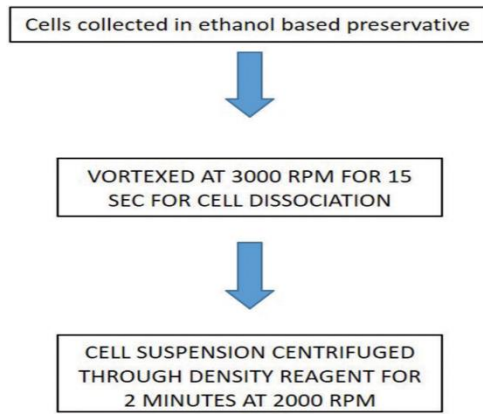 Cells collected in ethanol based preservative
VORTEXED AT 3000 RPM FOR 15
SEC FOR CELL DISSOCIATION
CELL SUSPENSION CENTRIFUGED
THROUGH DENSITY REAGENT FOR
2 MINUTES AT 2000 RPM